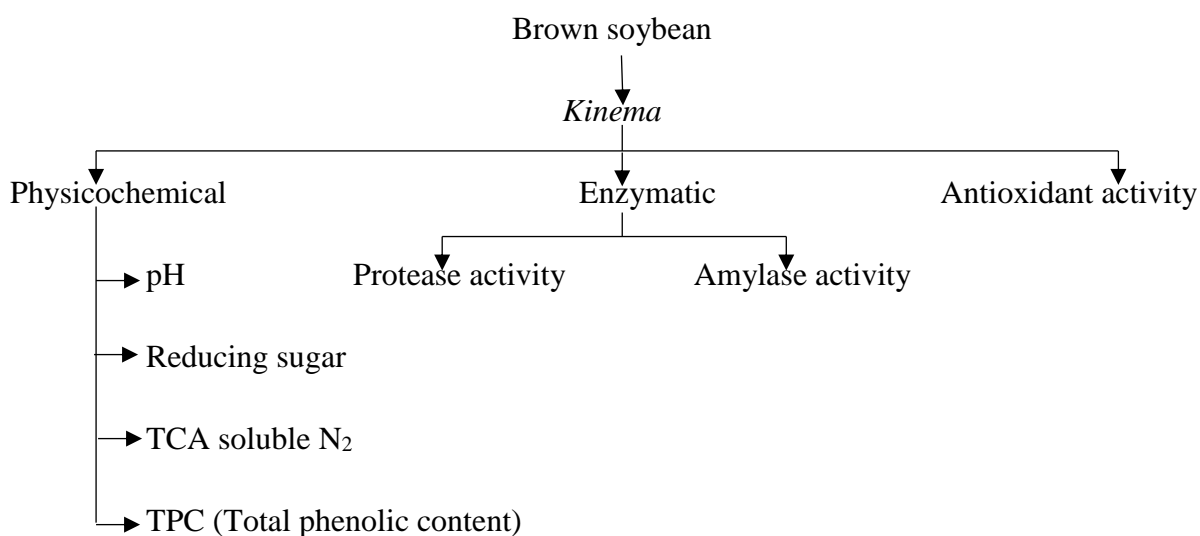 Brown soybean
Kinema
Physicochemical Enzymatic Antioxidant activity
pH Protease activity Amylase activity
Reducing sugar
TCA soluble N₂
TPC (Total phenolic content)